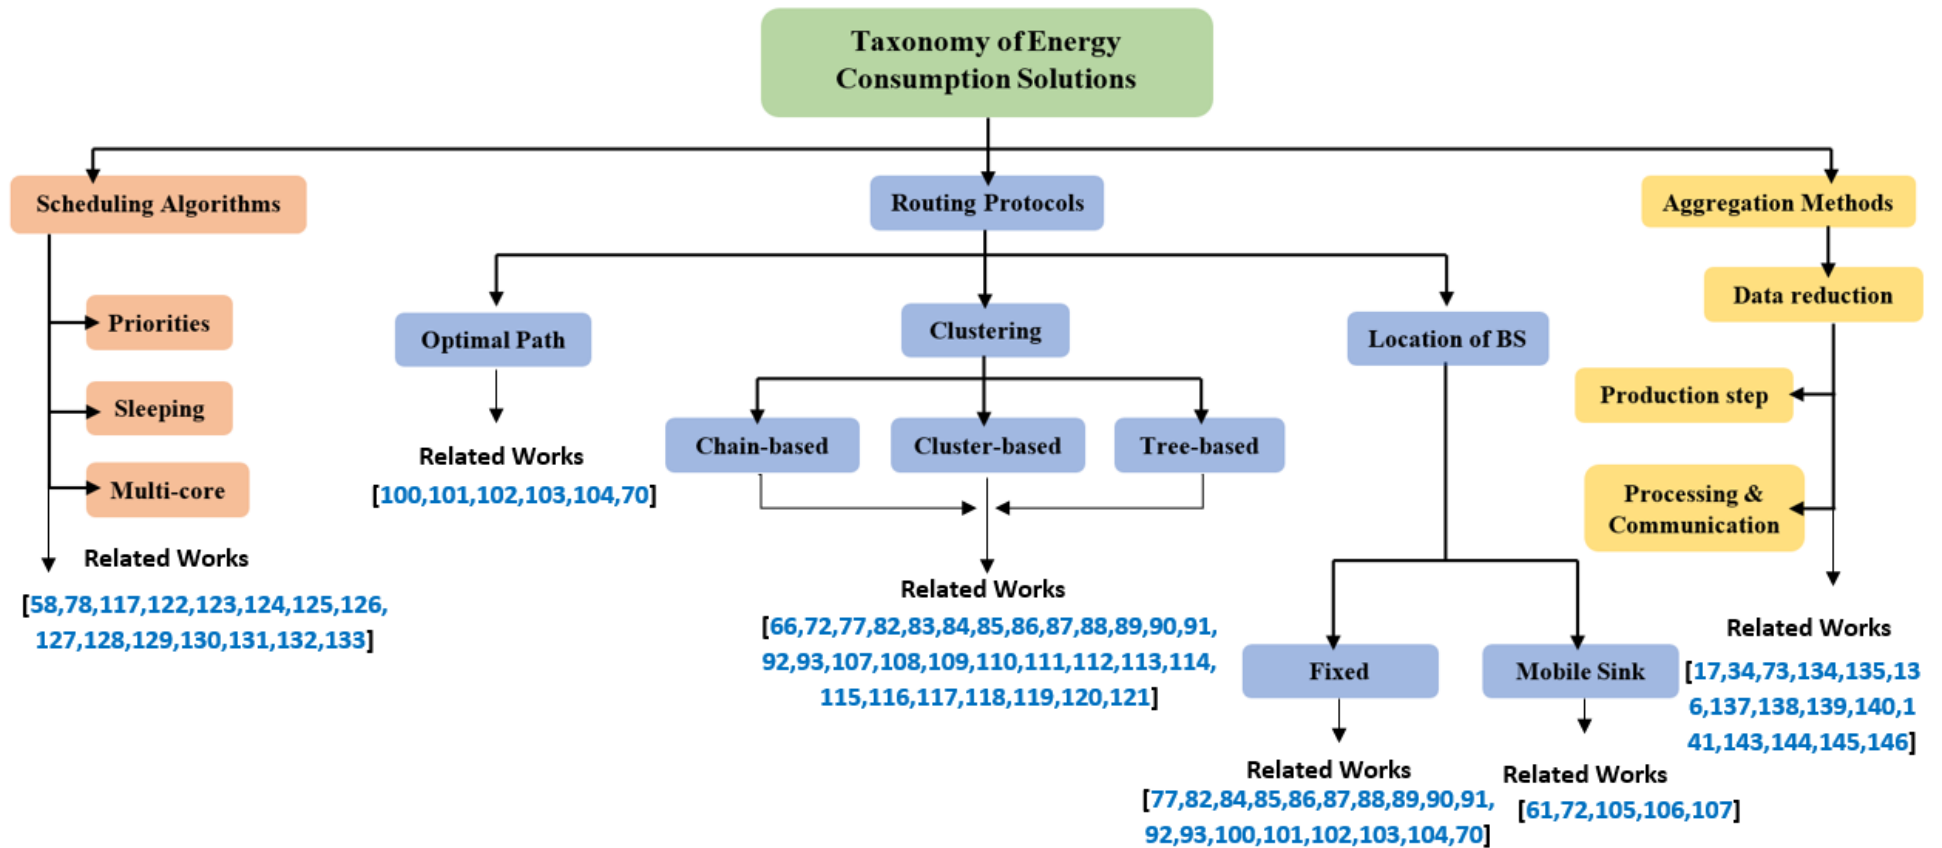 Taxonomy of Energy
Consumption Solutions
Scheduling Algorithms
Routing Protocols
Aggregation Methods
Priorities
Sleeping
Multi-core
Related Works
[58,78,117,122,123,124,125,126,
127,128,129,130,131,132,133]
Optimal Path
Related Works
[100,101,102,103,104,70]
Clustering
Chain-based
Cluster-based
Tree-based
Related Works
[66,72,77,82,83,84,85,86,87,88,89,90,91,
92,93,107,108,109,110,111,112,113,114,
115,116,117,118,119,120,121]
Location of BS
Fixed
Related Works
[77,82,84,85,86,87,88,89,90,91,
92,93,100,101,102,103,104,70]
Mobile Sink
Related Works
[61,72,105,106,107]
Data reduction
Production step
Processing &
Communication
Related Works
[17,34,73,134,135,13
6,137,138,139,140,1
41,143,144,145,146]